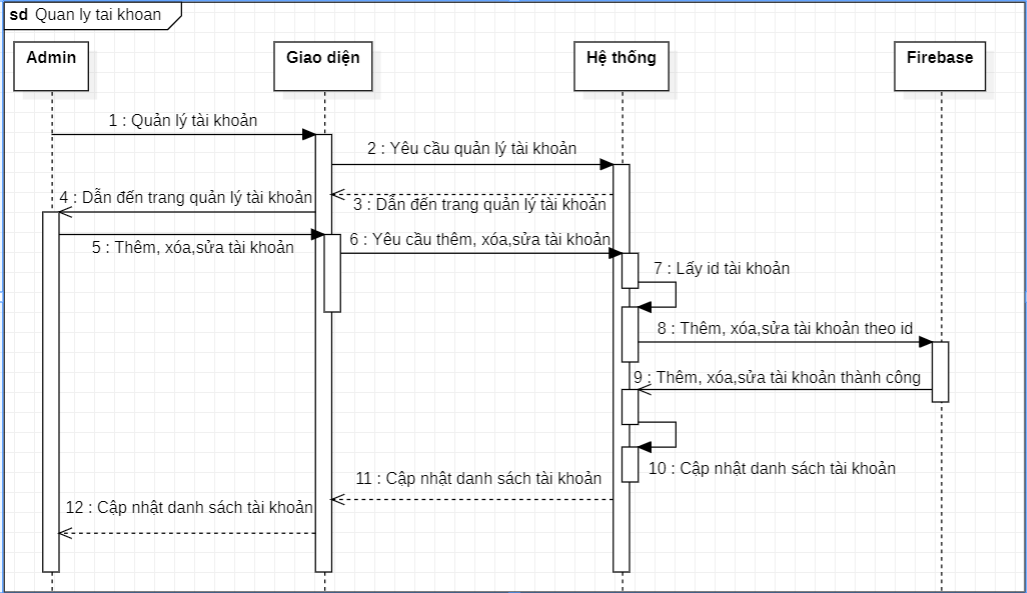 sd Quan ly tai khoan
Admin
Giao diện
Hệ thống
Firebase
1 : Quản lý tài khoản
2 : Yêu cầu quản lý tài khoản
3 : Dẫn đến trang quản lý tài khoản
4 : Dẫn đến trang quản lý tài khoản
5 : Thêm, xóa,sửa tài khoản
6 : Yêu cầu thêm, xóa,sửa tài khoản
7 : Lấy id tài khoản
8 : Thêm, xóa,sửa tài khoản theo id
9 : Thêm, xóa,sửa tài khoản thành công
10 : Cập nhật danh sách tài khoản
11 : Cập nhật danh sách tài khoản
12 : Cập nhật danh sách tài khoản